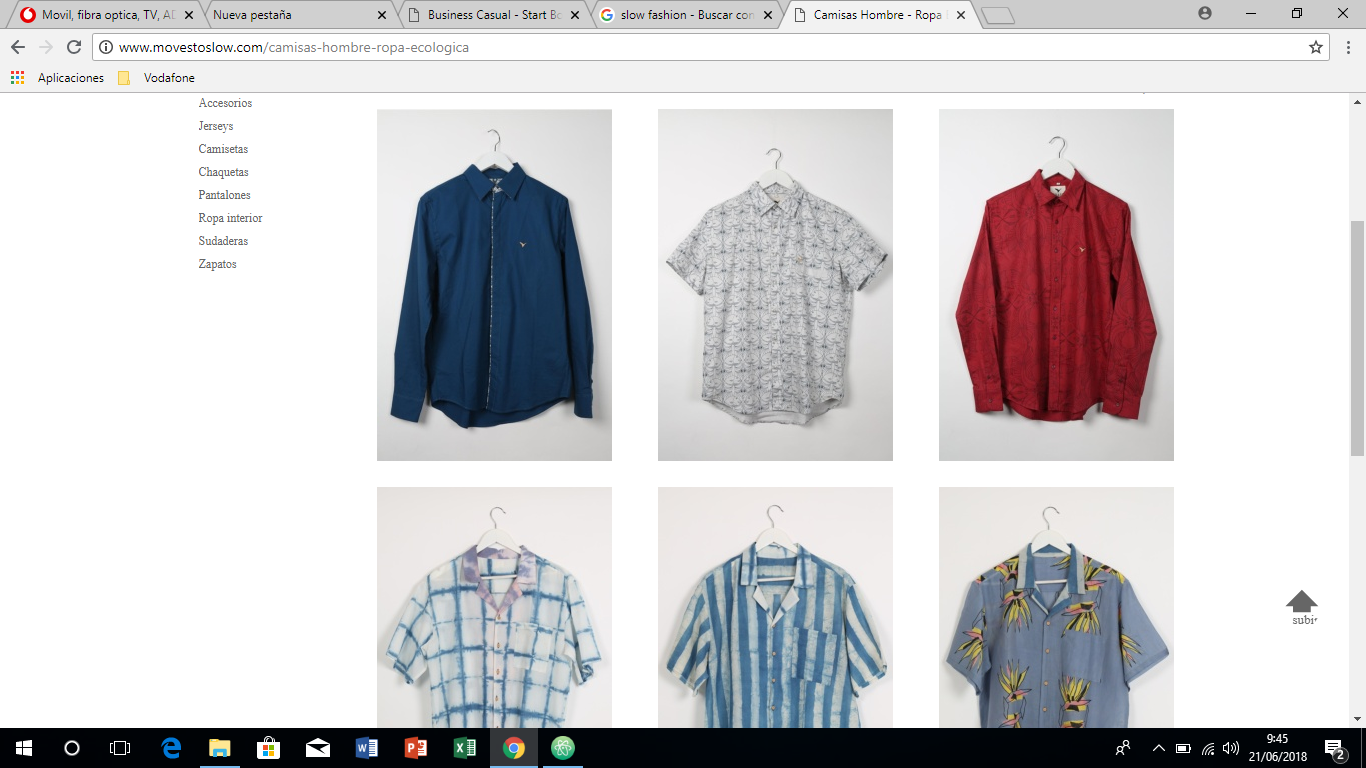 Movil, fibra optica, TV, AD
Nueva pestaña
Business Casual - Start Bo
slow fashion - Buscar con
Camisas Hombre - Ropa
www.movestoslow.com/camisas-hombre-ropa-ecologica
Aplicaciones
Vodafone
Accesorios
Jerseys
Camisetas
Chaquetas
Pantalones
Ropa interior
Sudaderas
Zapatos
subir
9:45
21/06/2018
2